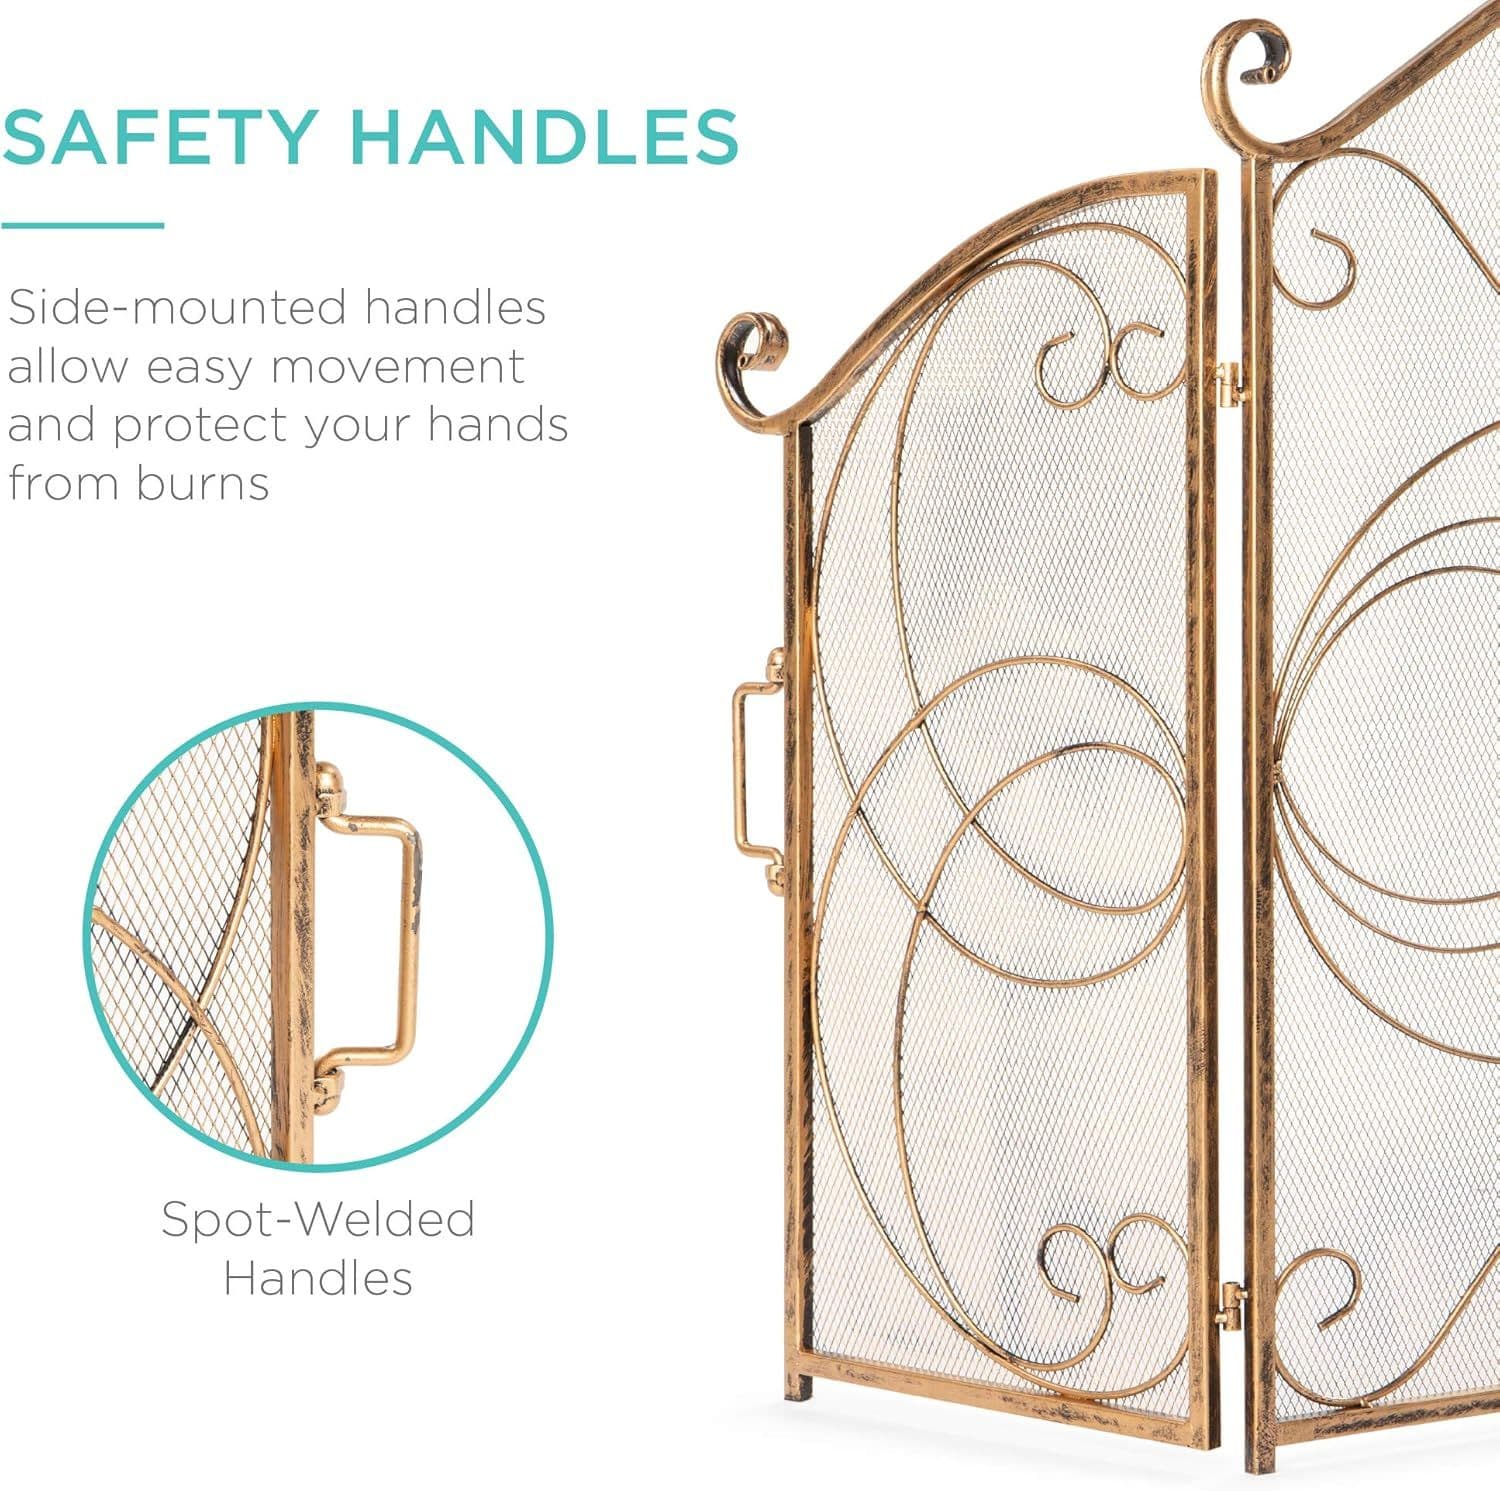 SAFETY HANDLES
Side-mounted handles
allow easy movement
and protect your hands
from burns
Spot-Welded
Handles